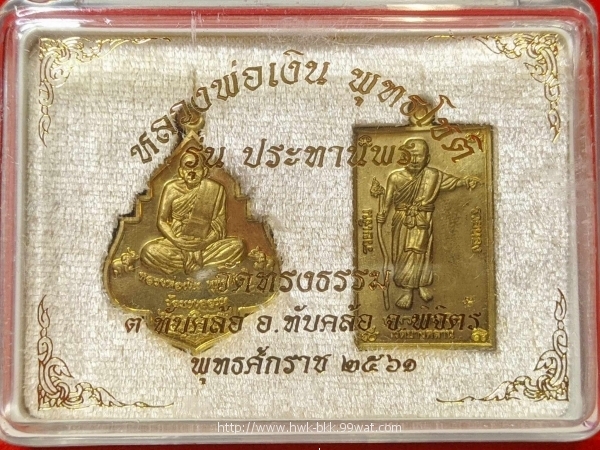 หลวงพ่อเงิน พุทธโชติ
รุ่น ประทานพร
วัดทรงธรรม
ต.ทับคล้อ อ.ทับคล้อ จ.พิจิตร
พุทธศักราช ๒๕๖๑
http://www.hwk-bkk.99wat.com/